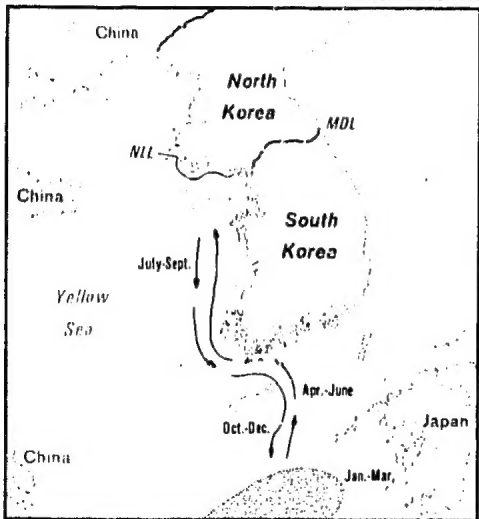 China
North
Korea
MDL
NLL
China
South
Korea
July-Sept.
Yellow
Sea
Apr.-June
Oct.-Dec.
Japan
China
Jan.-Mar.